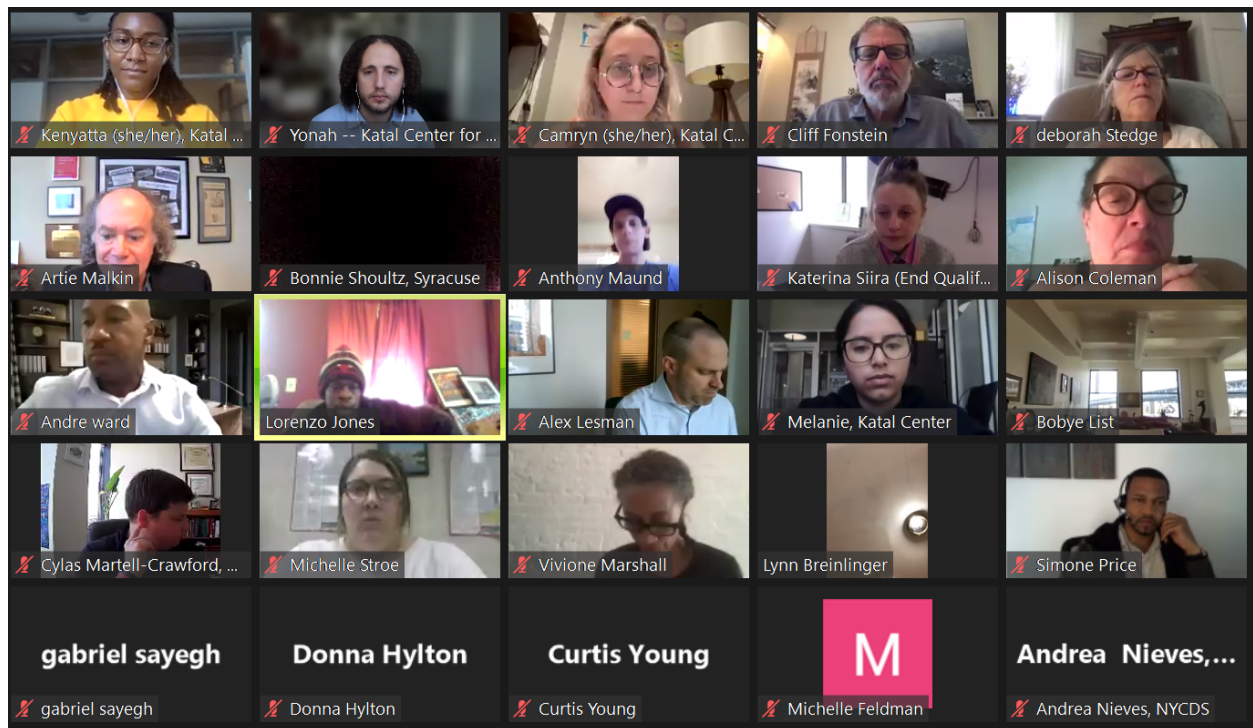 Kenyatta (she/her), Katal ...
Yonah -- Katal Center for ...
Camryn (she/her), Katal C...
Cliff Fonstein
deborah Stedge
Artie Malkin
Bonnie Shoultz, Syracuse
Anthony Maund
Katerina Siira (End Qualif...
Alison Coleman
Andre ward
Lorenzo Jones
Alex Lesman
Melanie, Katal Center
Bobye List
Cylas Martell-Crawford, ...
Michelle Stroe
Vivione Marshall
Lynn Breinlinger
Simone Price
gabriel sayegh
Donna Hylton
Curtis Young
M
Andrea Nieves,...
gabriel sayegh
Donna Hylton
Curtis Young
Michelle Feldman
Andrea Nieves, NYCDS